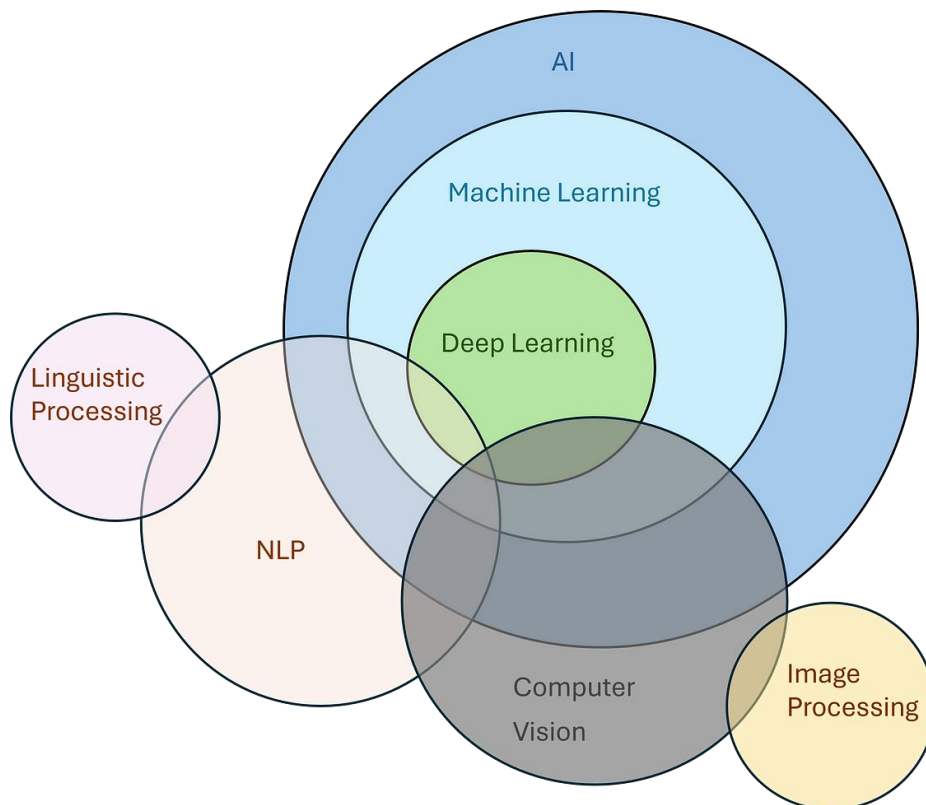 AI
Machine Learning
Deep Learning
Linguistic
Processing
NLP
Computer
Vision
Image
Processing